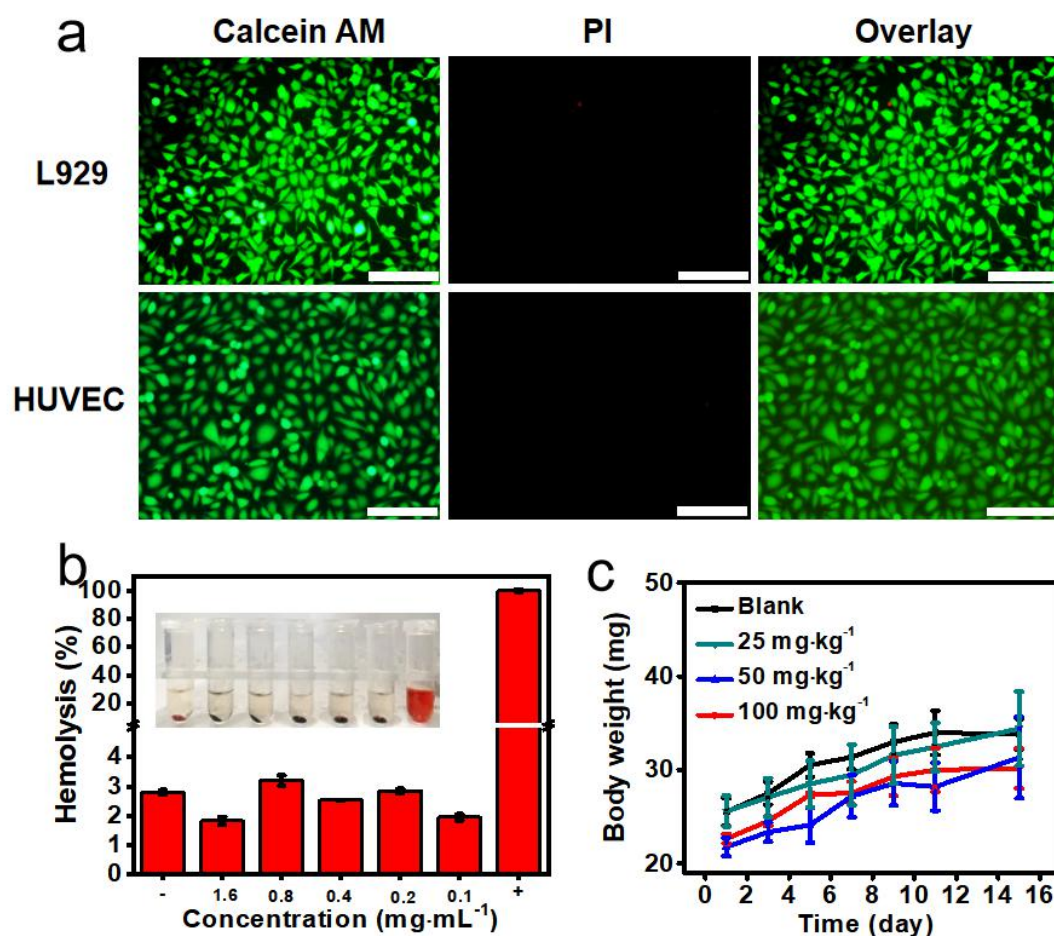 a
Calcein AM PI Overlay
L929
HUVEC
b
Hemolysis (%)
100
80
60
40
20
4
3
2
1
0
- 1.6 0.8 0.4 0.2 0.1 +
Concentration (mg·mL⁻¹)
c
Body weight (mg)
50
40
30
20
Blank
25 mg·kg⁻¹
50 mg·kg⁻¹
100 mg·kg⁻¹
0 2 4 6 8 10 12 14 16
Time (day)